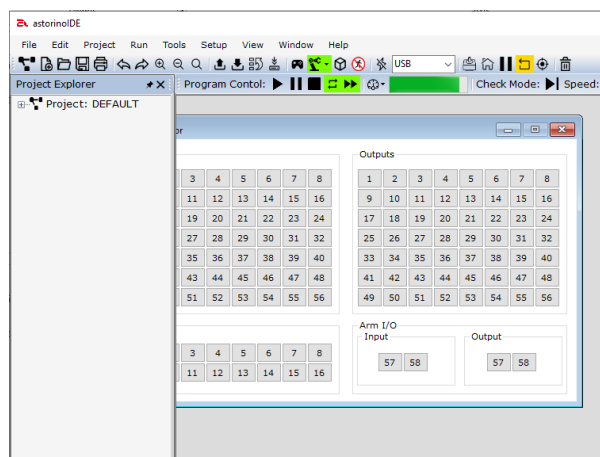 astorinoIDE
File Edit Project Run Tools Setup View Window Help
USB
Project Explorer
Program Contol:
Check Mode:
Speed:
Project: DEFAULT
or
Outputs
3 4 5 6 7 8
1 2 3 4 5 6 7 8
11 12 13 14 15 16
9 10 11 12 13 14 15 16
19 20 21 22 23 24
17 18 19 20 21 22 23 24
27 28 29 30 31 32
25 26 27 28 29 30 31 32
35 36 37 38 39 40
33 34 35 36 37 38 39 40
43 44 45 46 47 48
41 42 43 44 45 46 47 48
51 52 53 54 55 56
49 50 51 52 53 54 55 56
Arm I/O
Input
Output
3 4 5 6 7 8
11 12 13 14 15 16
57 58
57 58